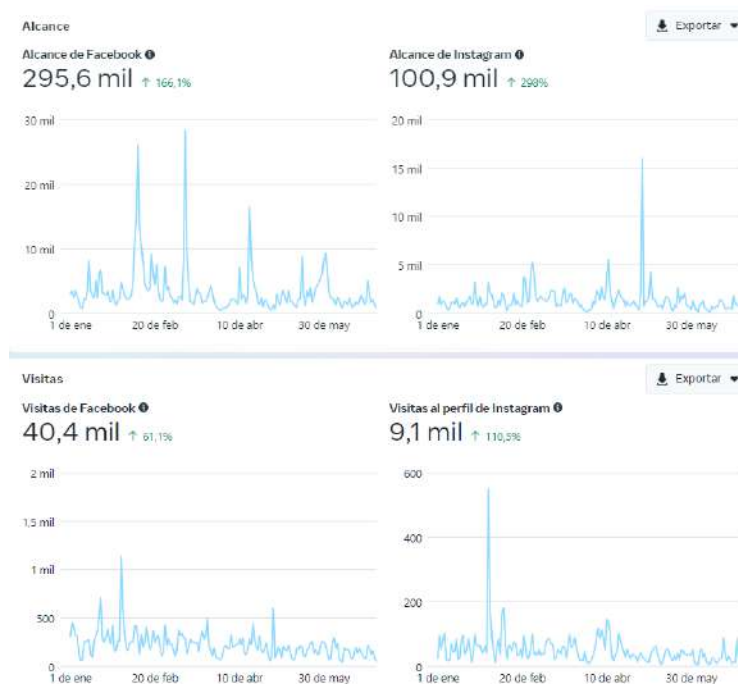 Alcance
Exportar
Alcance de Facebook
295,6 mil ↑ 166,1%
30 mil
20 mil
10 mil
0
1 de ene 20 de feb 10 de abr 30 de may
Alcance de Instagram
100,9 mil ↑ 298%
20 mil
15 mil
10 mil
5 mil
0
1 de ene 20 de feb 10 de abr 30 de may
Visitas
Exportar
Visitas de Facebook
40,4 mil ↑ 61,1%
2 mil
1,5 mil
1 mil
500
0
1 de ene 20 de feb 10 de abr 30 de may
Visitas al perfil de Instagram
9,1 mil ↑ 110,5%
600
400
200
0
1 de ene 20 de feb 10 de abr 30 de may